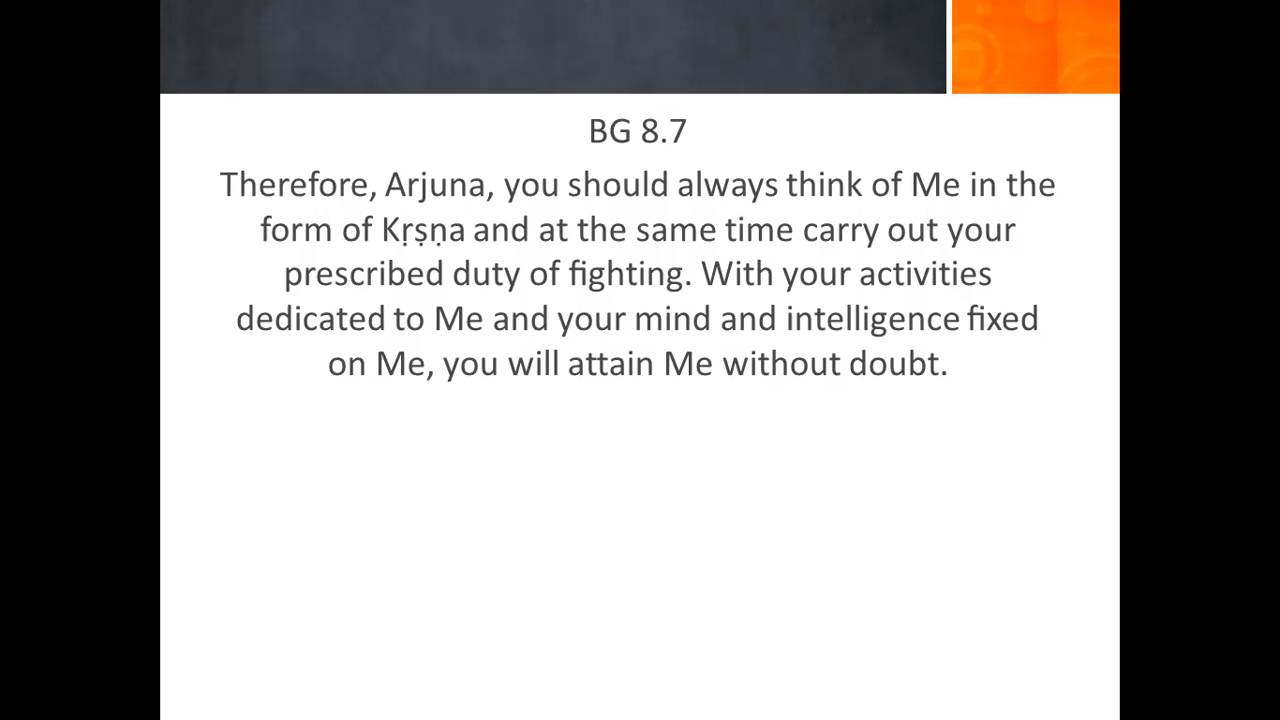 BG 8.7
Therefore, Arjuna, you should always think of Me in the
form of Kṛṣṇa and at the same time carry out your
prescribed duty of fighting. With your activities
dedicated to Me and your mind and intelligence fixed
on Me, you will attain Me without doubt.